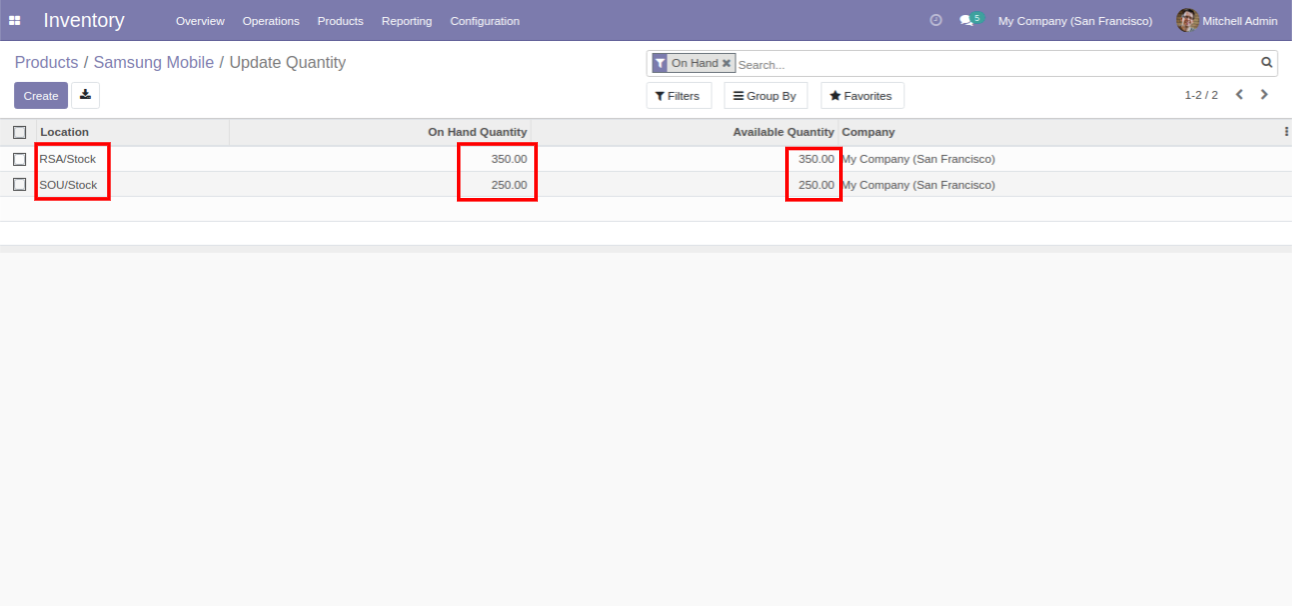 Inventory Overview Operations Products Reporting Configuration 5 My Company (San Francisco) Mitchell Admin
Products / Samsung Mobile / Update Quantity On Hand ✖ Search...
Create Filters Group By Favorites 1-2 / 2
Location On Hand Quantity Available Quantity Company
RSA/Stock 350.00 350.00 My Company (San Francisco)
SOU/Stock 250.00 250.00 My Company (San Francisco)